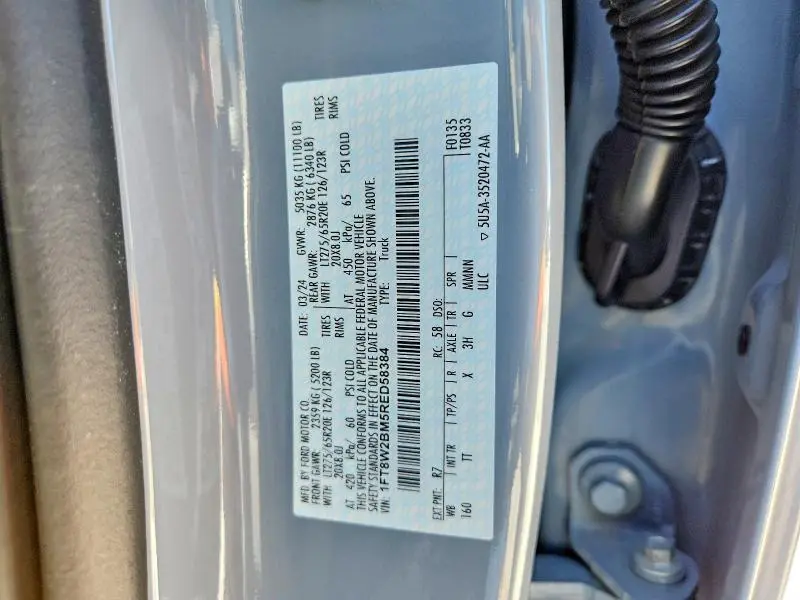 MFD. BY FORD MOTOR CO.
DATE: 03/24 GVWR: 5035 KG (11100 LB)
FRONT GAWR: 2359 KG (5200 LB) REAR GAWR: 2876 KG (6340 LB)
WITH LT275/65R20E 126/123R TIRES WITH LT275/65R20E 126/123R TIRES
20X8.0J RIMS 20X8.0J RIMS
AT 420 kPa/ 60 PSI COLD AT 450 kPa/ 65 PSI COLD
THIS VEHICLE CONFORMS TO ALL APPLICABLE FEDERAL MOTOR VEHICLE
SAFETY STANDARDS IN EFFECT ON THE DATE OF MANUFACTURE SHOWN ABOVE.
VIN: 1FT8W2BM5RED58384 TYPE: Truck
F0135
T0833
EXT PNT: R7 RC: 58 DSO:
WB INT TR TP/PS R AXLE TR SPR
160 TT X 3H G MMNN
ULC
▽ 5U5A-3520472-AA